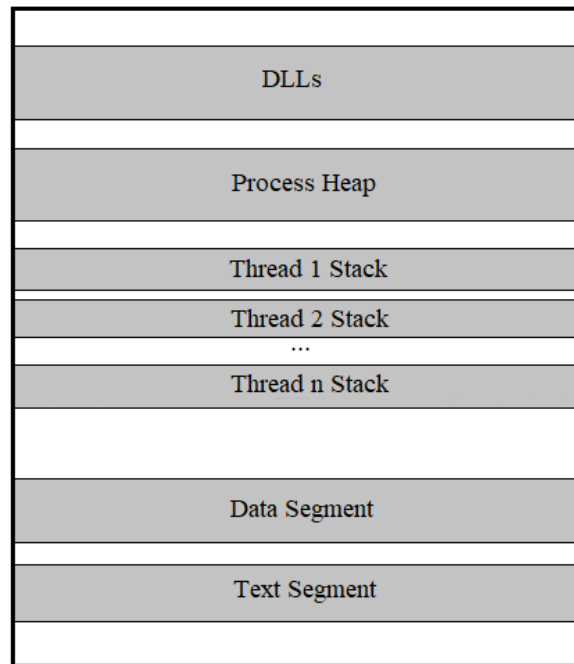 DLLs
Process Heap
Thread 1 Stack
Thread 2 Stack
...
Thread n Stack
Data Segment
Text Segment